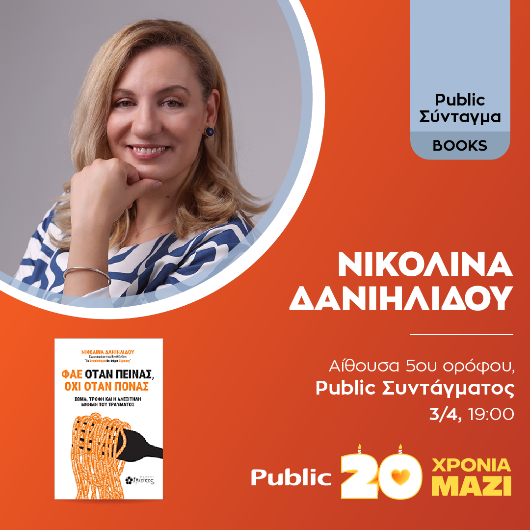 Public
Σύνταγμα
BOOKS
ΝΙΚΟΛΙΝΑ
ΔΑΝΙΗΛΙΔΟΥ
Αίθουσα 5ου ορόφου,
Public Συντάγματος
3/4, 19:00
ΝΙΚΟΛΙΝΑ ΔΑΝΙΗΛΙΔΟΥ
ΦΑΕ ΟΤΑΝ ΠΕΙΝΑΣ,
ΟΧΙ ΟΤΑΝ ΠΟΝΑΣ
ΣΩΜΑ, ΤΡΟΦΗ ΚΑΙ Η ΑΝΕΞΙΤΗΛΗ
ΜΝΗΜΗ ΤΟΥ ΤΡΑΥΜΑΤΟΣ
Public 20 ΧΡΟΝΙΑ
ΜΑΖΙ